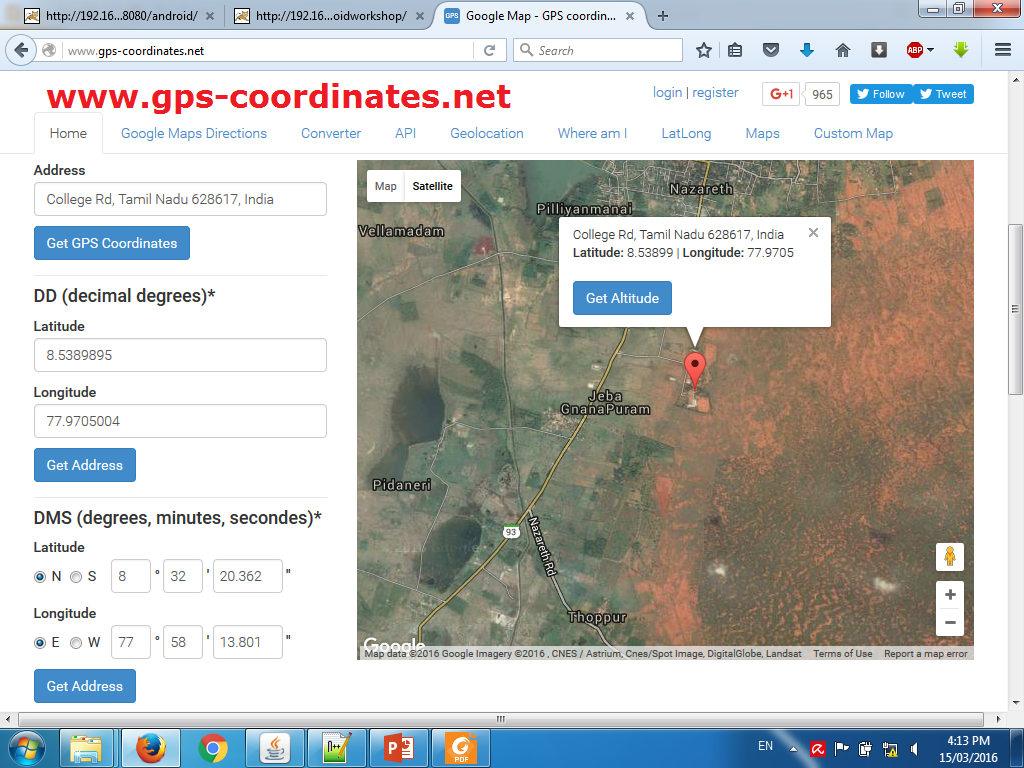 http://192.16...8080/android/
http://192.16...oidworkshop/
GPS
Google Map - GPS coordin...
www.gps-coordinates.net
Search
ABP
www.gps-coordinates.net
login | register
G+1
965
Follow
Tweet
Home
Google Maps Directions
Converter
API
Geolocation
Where am I
LatLong
Maps
Custom Map
Address
College Rd, Tamil Nadu 628617, India
Get GPS Coordinates
DD (decimal degrees)*
Latitude
8.5389895
Longitude
77.9705004
Get Address
DMS (degrees, minutes, secondes)*
Latitude
N S 8 ° 32 ' 20.362 "
Longitude
E W 77 ° 58 ' 13.801 "
Get Address
Map
Satellite
Nazareth
Pilliyanmanai
Vellamadam
College Rd, Tamil Nadu 628617, India
Latitude: 8.53899 | Longitude: 77.9705
Get Altitude
Jeba
GnanaPuram
Pidaneri
93
Nazareth Rd
Thoppur
Google
Map data ©2016 Google Imagery ©2016 , CNES / Astrium, Cnes/Spot Image, DigitalGlobe, Landsat
Terms of Use
Report a map error
PDF
EN
4:13 PM
15/03/2016